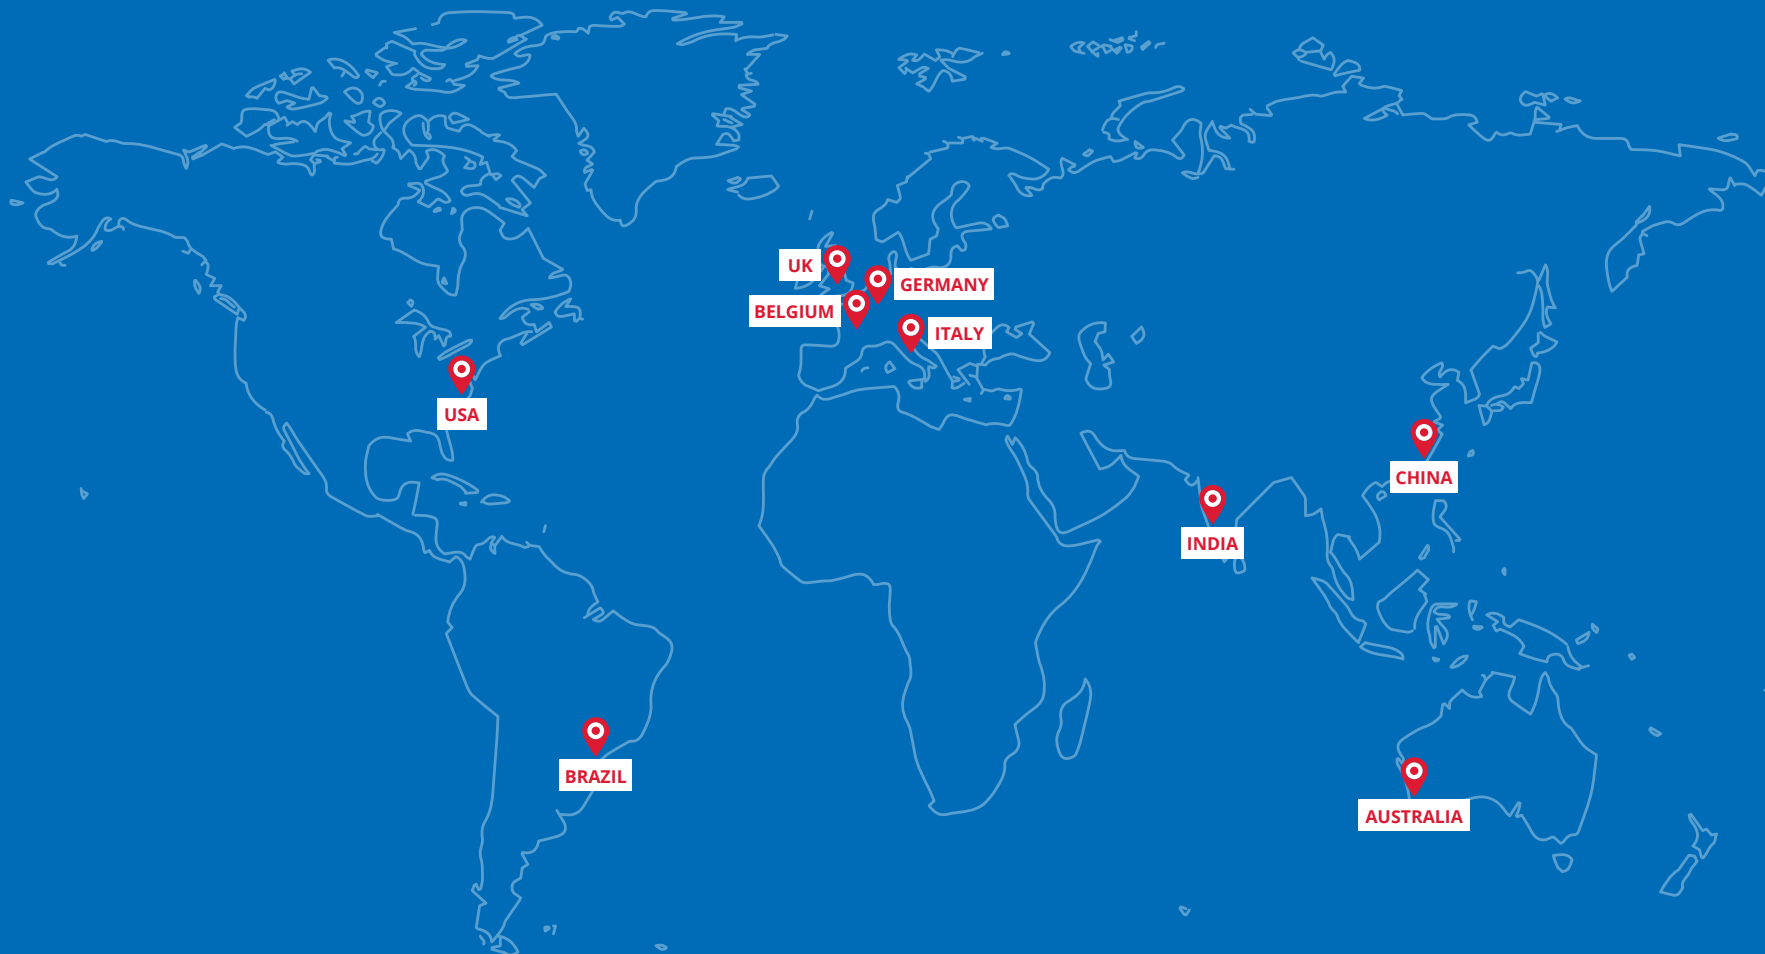 UK
GERMANY
BELGIUM
ITALY
USA
CHINA
INDIA
BRAZIL
AUSTRALIA